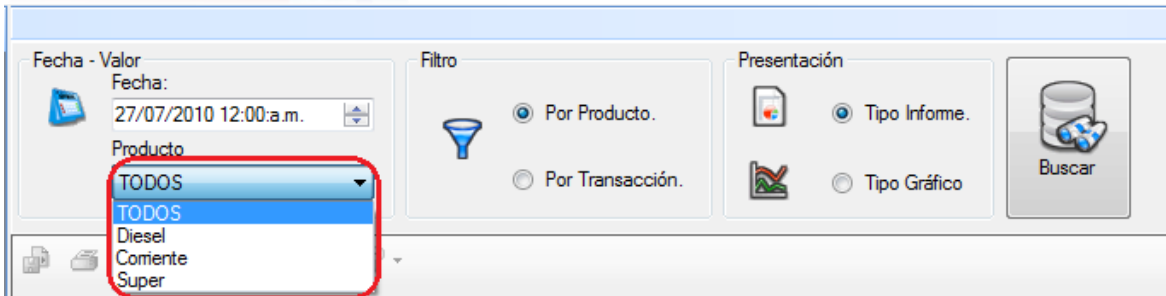 Fecha - Valor
Fecha:
27/07/2010 12:00:a.m.
Producto
TODOS
TODOS
Diesel
Corriente
Super
Filtro
Por Producto.
Por Transacción.
Presentación
Tipo Informe.
Tipo Gráfico
Buscar